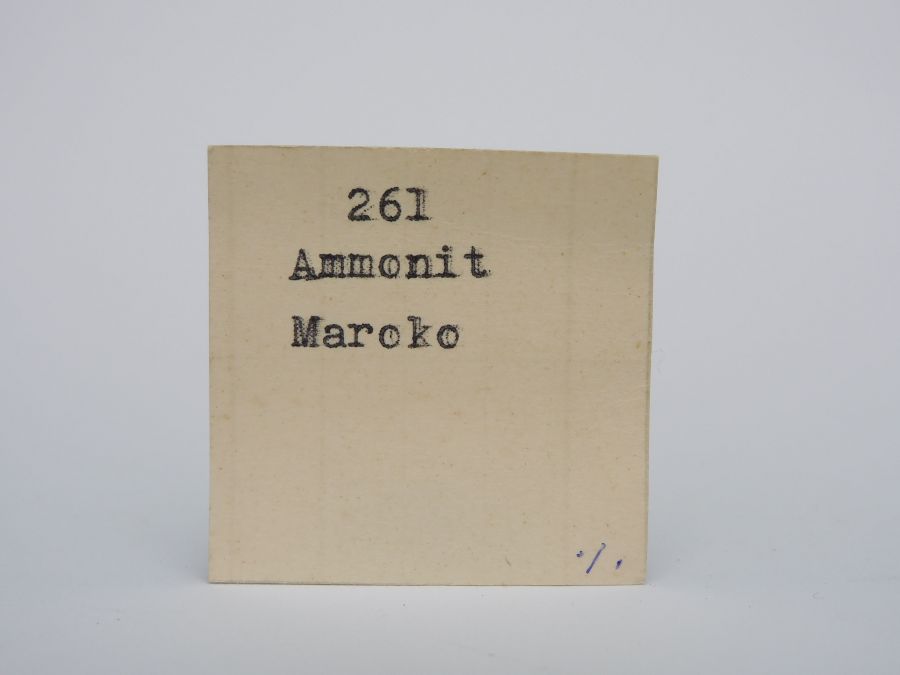 261
Ammonit
Maroko
./.